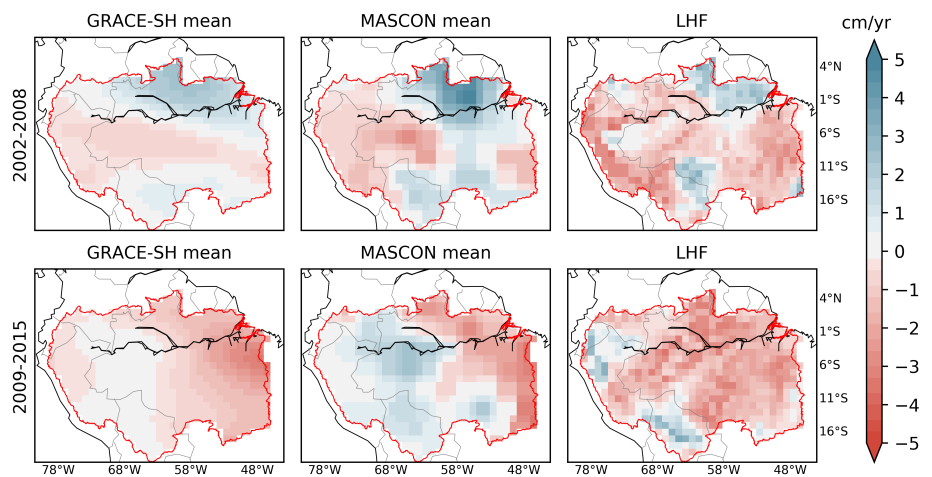 GRACE-SH mean MASCON mean LHF cm/yr
2002-2008
4°N
1°S
6°S
11°S
16°S
GRACE-SH mean MASCON mean LHF
2009-2015
4°N
1°S
6°S
11°S
16°S
78°W 68°W 58°W 48°W 78°W 68°W 58°W 48°W 78°W 68°W 58°W 48°W
5
4
3
2
1
0
−1
−2
−3
−4
−5